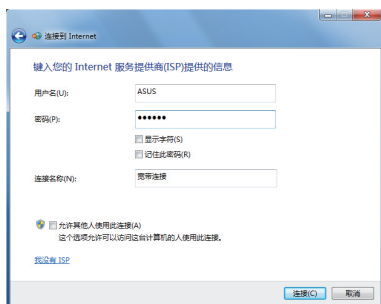 连接到 Internet
键入您的 Internet 服务提供商(ISP)提供的信息
用户名(U): ASUS
密码(P): ●●●●●●
显示字符(S)
记住此密码(R)
连接名称(N): 宽带连接
允许其他人使用此连接(A)
这个选项允许可以访问这台计算机的人使用此连接。
我没有 ISP
连接(C) 取消